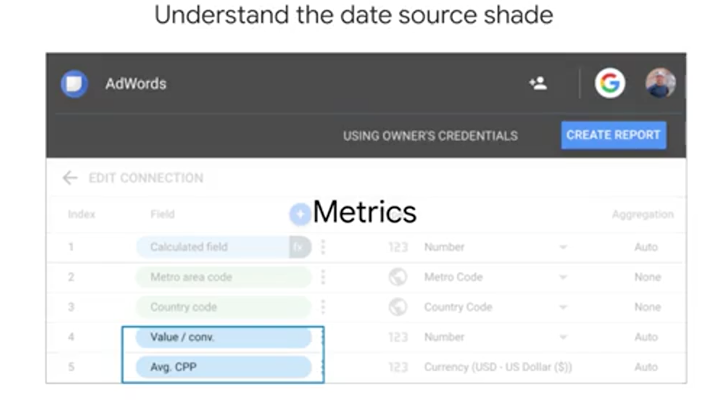 Understand the date source shade
AdWords
USING OWNER'S CREDENTIALS
CREATE REPORT
EDIT CONNECTION
Metrics
Index Field Aggregation
1 Calculated field fx 123 Number Auto
2 Metro area code Metro Code None
3 Country code Country Code None
4 Value / conv. 123 Number Auto
5 Avg. CPP 123 Currency (USD - US Dollar ($)) Auto